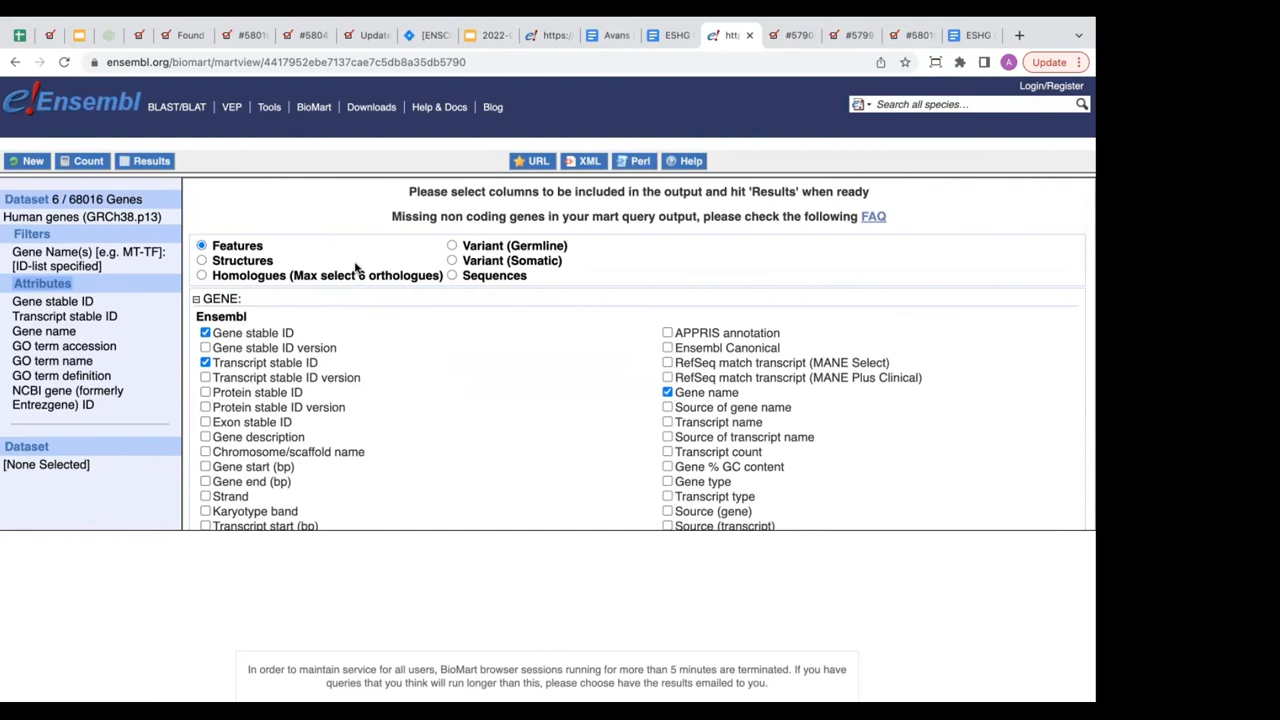 Found
#5801
#5804
Update
[ENSC
2022-
https:
Avans
ESHG
htt
#5790
#5799
#5801
ESHG
ensembl.org/biomart/martview/4417952ebe7137cae7c5db8a35db5790
A
Update
Login/Register
e!Ensembl
BLAST/BLAT | VEP | Tools | BioMart | Downloads | Help & Docs | Blog
Search all species…
New
Count
Results
URL
XML
Perl
Help
Dataset 6 / 68016 Genes
Human genes (GRCh38.p13)
Filters
Gene Name(s) [e.g. MT-TF]:
[ID-list specified]
Attributes
Gene stable ID
Transcript stable ID
Gene name
GO term accession
GO term name
GO term definition
NCBI gene (formerly
Entrezgene) ID
Dataset
[None Selected]
Please select columns to be included in the output and hit 'Results' when ready
Missing non coding genes in your mart query output, please check the following FAQ
Features
Structures
Homologues (Max select 6 orthologues)
Variant (Germline)
Variant (Somatic)
Sequences
GENE:
Ensembl
Gene stable ID
Gene stable ID version
Transcript stable ID
Transcript stable ID version
Protein stable ID
Protein stable ID version
Exon stable ID
Gene description
Chromosome/scaffold name
Gene start (bp)
Gene end (bp)
Strand
Karyotype band
Transcript start (bp)
APPRIS annotation
Ensembl Canonical
RefSeq match transcript (MANE Select)
RefSeq match transcript (MANE Plus Clinical)
Gene name
Source of gene name
Transcript name
Source of transcript name
Transcript count
Gene % GC content
Gene type
Transcript type
Source (gene)
Source (transcript)
In order to maintain service for all users, BioMart browser sessions running for more than 5 minutes are terminated. If you have
queries that you think will run longer than this, please choose have the results emailed to you.